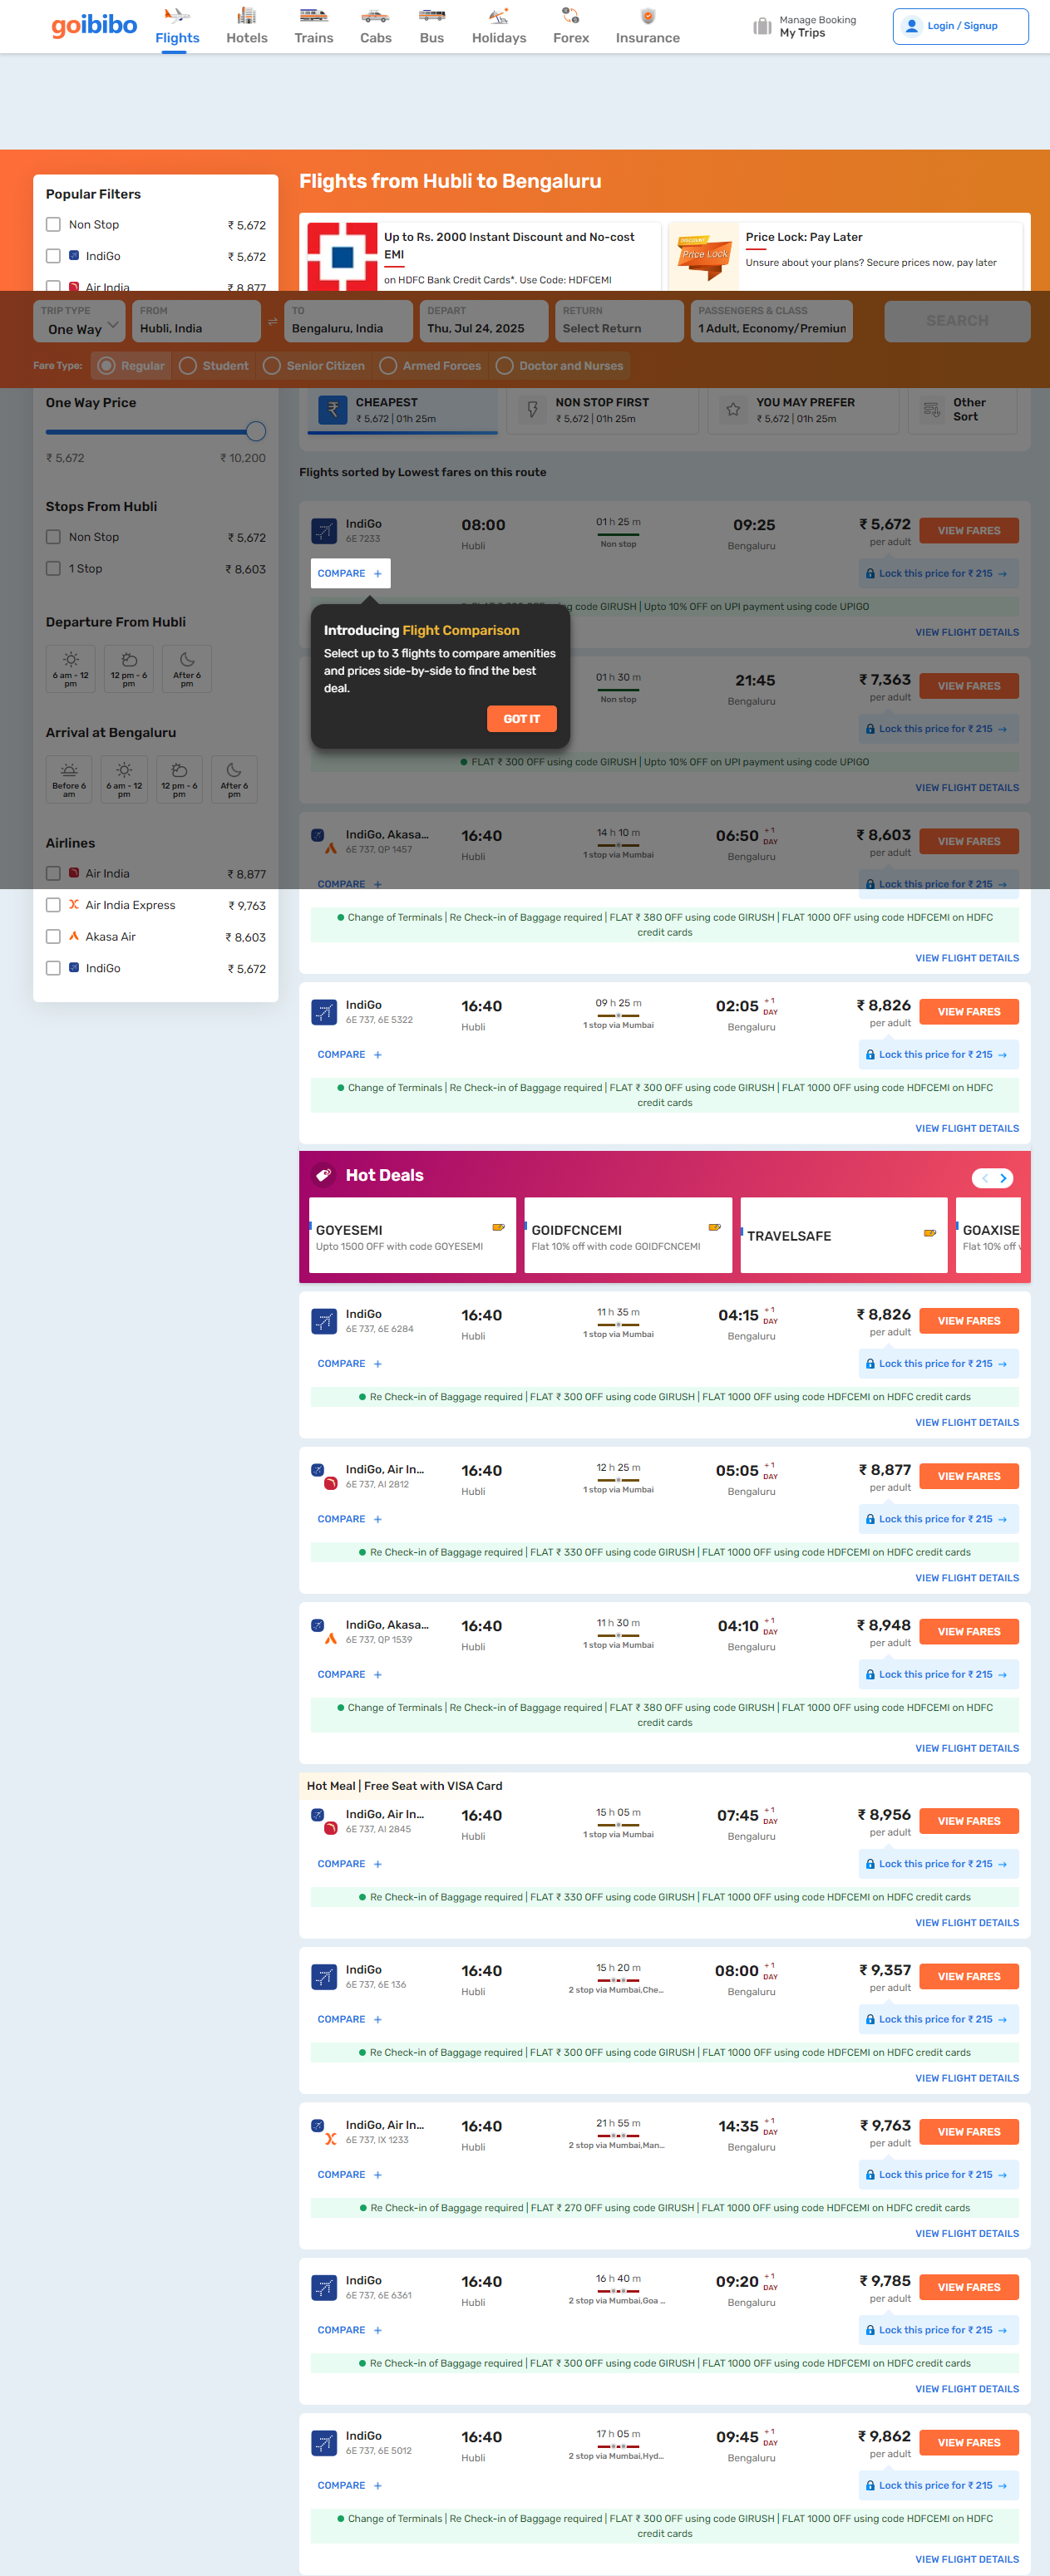 goibibo
Flights
Hotels
Trains
Cabs
Bus
Holidays
Forex
Insurance
Manage Booking
My Trips
Login / Signup
Popular Filters
Non Stop ₹ 5,672
IndiGo ₹ 5,672
Air India ₹ 8,877
Flights from Hubli to Bengaluru
Up to Rs. 2000 Instant Discount and No-cost
EMI
on HDFC Bank Credit Cards*. Use Code: HDFCEMI
Price Lock
Price Lock: Pay Later
Unsure about your plans? Secure prices now, pay later
TRIP TYPE
One Way
FROM
Hubli, India
TO
Bengaluru, India
DEPART
Thu, Jul 24, 2025
RETURN
Select Return
PASSENGERS & CLASS
1 Adult, Economy/Premiun
SEARCH
Fare Type: Regular Student Senior Citizen Armed Forces Doctor and Nurses
One Way Price
₹ 5,672 ₹ 10,200
Stops From Hubli
Non Stop ₹ 5,672
1 Stop ₹ 8,603
Departure From Hubli
6 am - 12
pm
12 pm - 6
pm
After 6
pm
Arrival at Bengaluru
Before 6
am
6 am - 12
pm
12 pm - 6
pm
After 6
pm
Airlines
Air India ₹ 8,877
Air India Express ₹ 9,763
Akasa Air ₹ 8,603
IndiGo ₹ 5,672
CHEAPEST
₹ 5,672 | 01h 25m
NON STOP FIRST
₹ 5,672 | 01h 25m
YOU MAY PREFER
₹ 5,672 | 01h 25m
Other
Sort
Flights sorted by Lowest fares on this route
IndiGo 08:00 01 h 25 m 09:25 ₹ 5,672 VIEW FARES
6E 7233 Hubli Non stop Bengaluru per adult
COMPARE + Lock this price for ₹ 215 →
ng code GIRUSH | Upto 10% OFF on UPI payment using code UPIGO
VIEW FLIGHT DETAILS
Introducing Flight Comparison
Select up to 3 flights to compare amenities
and prices side-by-side to find the best
deal.
GOT IT
01 h 30 m 21:45 ₹ 7,363 VIEW FARES
Non stop Bengaluru per adult
Lock this price for ₹ 215 →
FLAT ₹ 300 OFF using code GIRUSH | Upto 10% OFF on UPI payment using code UPIGO
VIEW FLIGHT DETAILS
IndiGo, Akasa... 16:40 14 h 10 m 06:50 +1 DAY ₹ 8,603 VIEW FARES
6E 737, QP 1457 Hubli 1 stop via Mumbai Bengaluru per adult
COMPARE + Lock this price for ₹ 215 →
Change of Terminals | Re Check-in of Baggage required | FLAT ₹ 380 OFF using code GIRUSH | FLAT 1000 OFF using code HDFCEMI on HDFC
credit cards
VIEW FLIGHT DETAILS
IndiGo 16:40 09 h 25 m 02:05 +1 DAY ₹ 8,826 VIEW FARES
6E 737, 6E 5322 Hubli 1 stop via Mumbai Bengaluru per adult
COMPARE + Lock this price for ₹ 215 →
Change of Terminals | Re Check-in of Baggage required | FLAT ₹ 300 OFF using code GIRUSH | FLAT 1000 OFF using code HDFCEMI on HDFC
credit cards
VIEW FLIGHT DETAILS
Hot Deals
GOYESEMI
Upto 1500 OFF with code GOYESEMI
GOIDFCNCEMI
Flat 10% off with code GOIDFCNCEMI
TRAVELSAFE
GOAXISE
Flat 10% off
IndiGo 16:40 11 h 35 m 04:15 +1 DAY ₹ 8,826 VIEW FARES
6E 737, 6E 6284 Hubli 1 stop via Mumbai Bengaluru per adult
COMPARE + Lock this price for ₹ 215 →
Re Check-in of Baggage required | FLAT ₹ 300 OFF using code GIRUSH | FLAT 1000 OFF using code HDFCEMI on HDFC credit cards
VIEW FLIGHT DETAILS
IndiGo, Air In... 16:40 12 h 25 m 05:05 +1 DAY ₹ 8,877 VIEW FARES
6E 737, AI 2812 Hubli 1 stop via Mumbai Bengaluru per adult
COMPARE + Lock this price for ₹ 215 →
Re Check-in of Baggage required | FLAT ₹ 330 OFF using code GIRUSH | FLAT 1000 OFF using code HDFCEMI on HDFC credit cards
VIEW FLIGHT DETAILS
IndiGo, Akasa... 16:40 11 h 30 m 04:10 +1 DAY ₹ 8,948 VIEW FARES
6E 737, QP 1539 Hubli 1 stop via Mumbai Bengaluru per adult
COMPARE + Lock this price for ₹ 215 →
Change of Terminals | Re Check-in of Baggage required | FLAT ₹ 380 OFF using code GIRUSH | FLAT 1000 OFF using code HDFCEMI on HDFC
credit cards
VIEW FLIGHT DETAILS
Hot Meal | Free Seat with VISA Card
IndiGo, Air In... 16:40 15 h 05 m 07:45 +1 DAY ₹ 8,956 VIEW FARES
6E 737, AI 2845 Hubli 1 stop via Mumbai Bengaluru per adult
COMPARE + Lock this price for ₹ 215 →
Re Check-in of Baggage required | FLAT ₹ 330 OFF using code GIRUSH | FLAT 1000 OFF using code HDFCEMI on HDFC credit cards
VIEW FLIGHT DETAILS
IndiGo 16:40 15 h 20 m 08:00 +1 DAY ₹ 9,357 VIEW FARES
6E 737, 6E 136 Hubli 2 stop via Mumbai,Che... Bengaluru per adult
COMPARE + Lock this price for ₹ 215 →
Re Check-in of Baggage required | FLAT ₹ 300 OFF using code GIRUSH | FLAT 1000 OFF using code HDFCEMI on HDFC credit cards
VIEW FLIGHT DETAILS
IndiGo, Air In... 16:40 21 h 55 m 14:35 +1 DAY ₹ 9,763 VIEW FARES
6E 737, IX 1233 Hubli 2 stop via Mumbai,Man... Bengaluru per adult
COMPARE + Lock this price for ₹ 215 →
Re Check-in of Baggage required | FLAT ₹ 270 OFF using code GIRUSH | FLAT 1000 OFF using code HDFCEMI on HDFC credit cards
VIEW FLIGHT DETAILS
IndiGo 16:40 16 h 40 m 09:20 +1 DAY ₹ 9,785 VIEW FARES
6E 737, 6E 6361 Hubli 2 stop via Mumbai,Goa ... Bengaluru per adult
COMPARE + Lock this price for ₹ 215 →
Re Check-in of Baggage required | FLAT ₹ 300 OFF using code GIRUSH | FLAT 1000 OFF using code HDFCEMI on HDFC credit cards
VIEW FLIGHT DETAILS
IndiGo 16:40 17 h 05 m 09:45 +1 DAY ₹ 9,862 VIEW FARES
6E 737, 6E 5012 Hubli 2 stop via Mumbai,Hyd... Bengaluru per adult
COMPARE + Lock this price for ₹ 215 →
Change of Terminals | Re Check-in of Baggage required | FLAT ₹ 300 OFF using code GIRUSH | FLAT 1000 OFF using code HDFCEMI on HDFC
credit cards
VIEW FLIGHT DETAILS